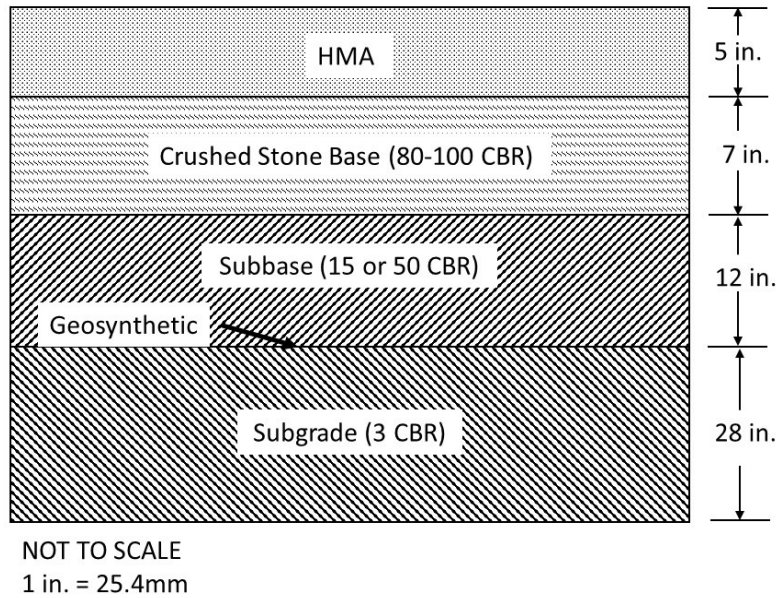 HMA
5 in.
Crushed Stone Base (80-100 CBR)
7 in.
Subbase (15 or 50 CBR)
12 in.
Geosynthetic
Subgrade (3 CBR)
28 in.
NOT TO SCALE
1 in. = 25.4mm